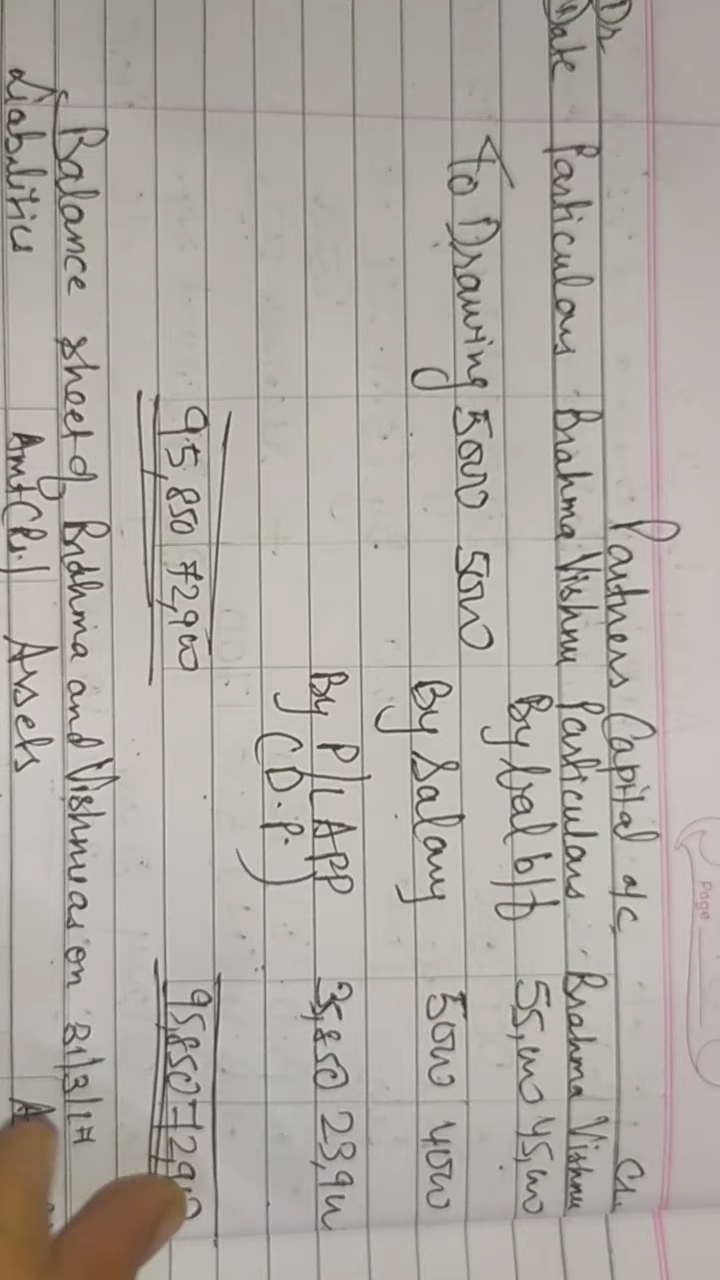 Page
Partners Capital a/c
Dr Cr.
Date Particulars Brahma Vishnu Particulars Brahma Vishnu
By bal b/d 55,000 45,000
To Drawing 5000 5000 By Salary 5000 4000
By P/L APP 35,850 23,900
(D.P.)
95,850 72,900 95,850 72,900
Balance sheet of Brahma and Vishnu as on 31/3/17
Liabilities Amt(Rs.) Assets A